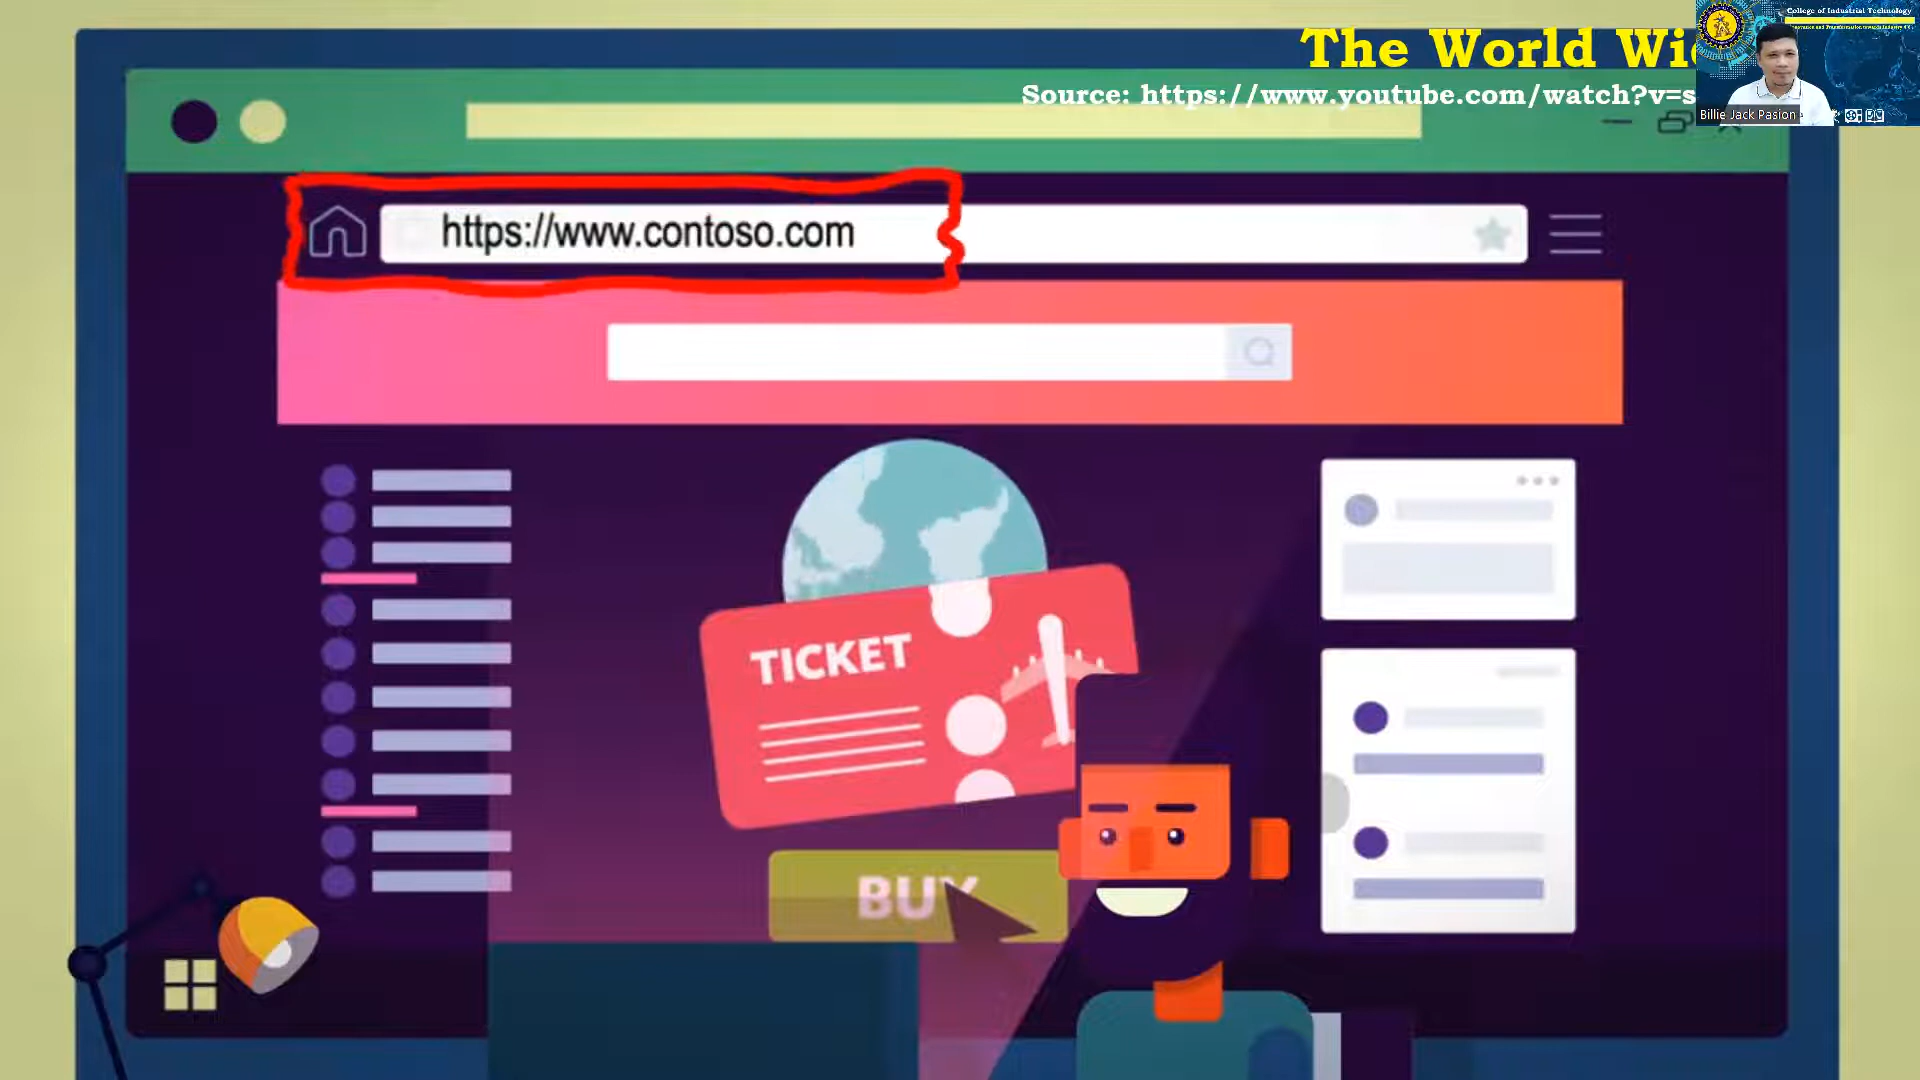 The World Wi
College of Industrial Technology
Source: https://www.youtube.com/watch?v=s
Billie Jack Pasion
https://www.contoso.com
TICKET
BUY